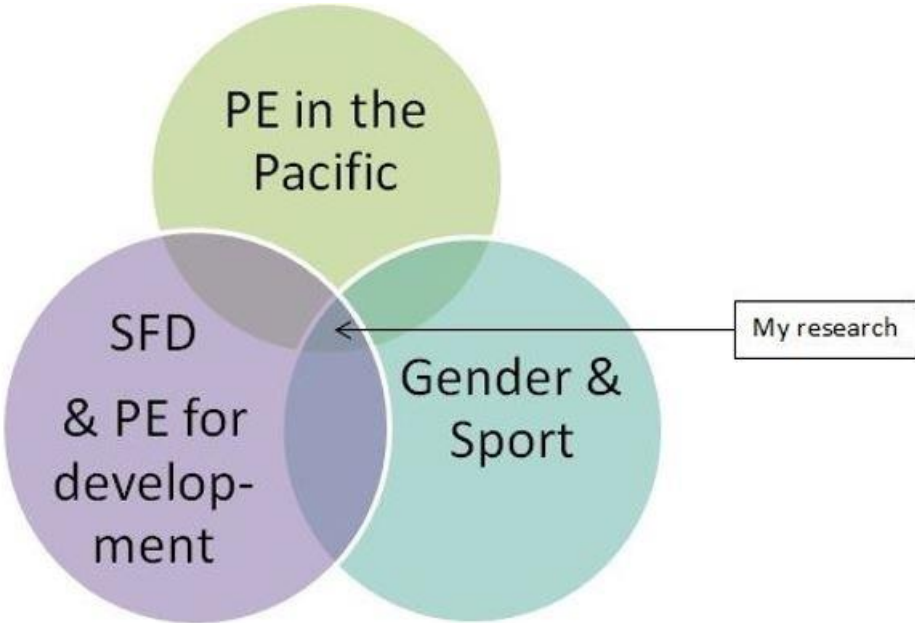 PE in the
Pacific
SFD
& PE for
develop-
ment
Gender &
Sport
My research